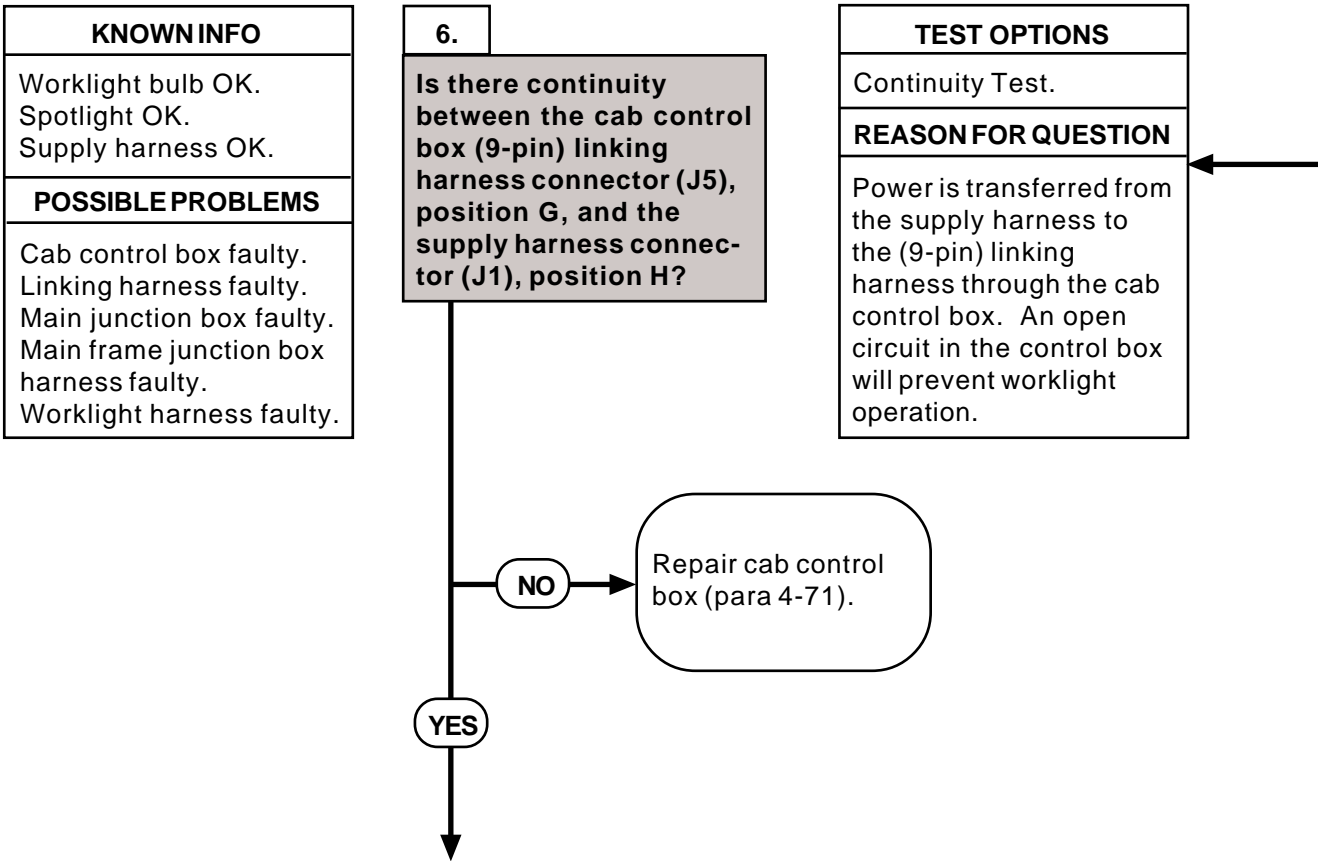 KNOWN INFO
Worklight bulb OK.
Spotlight OK.
Supply harness OK.
POSSIBLE PROBLEMS
Cab control box faulty.
Linking harness faulty.
Main junction box faulty.
Main frame junction box
harness faulty.
Worklight harness faulty.
6.
Is there continuity
between the cab control
box (9-pin) linking
harness connector (J5),
position G, and the
supply harness connec-
tor (J1), position H?
TEST OPTIONS
Continuity Test.
REASON FOR QUESTION
Power is transferred from
the supply harness to
the (9-pin) linking
harness through the cab
control box. An open
circuit in the control box
will prevent worklight
operation.
NO
Repair cab control
box (para 4-71).
YES